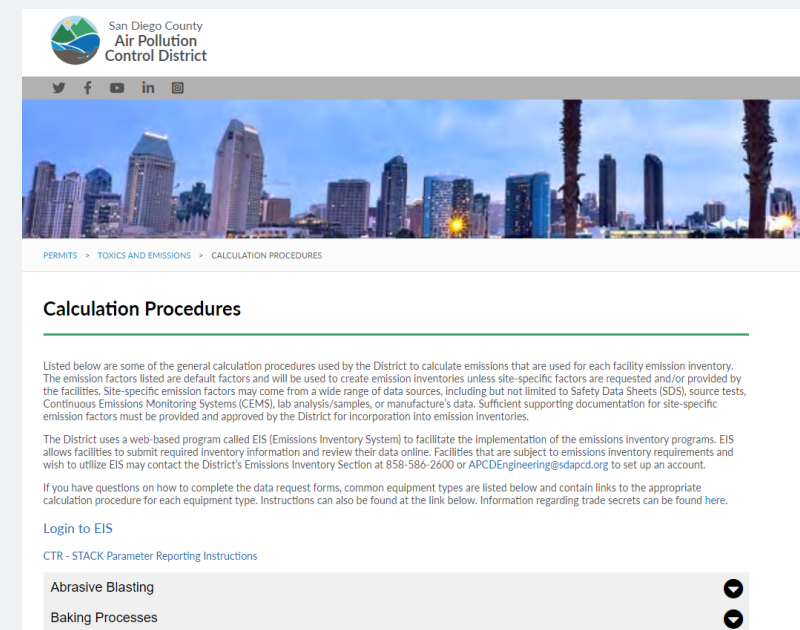 San Diego County
Air Pollution
Control District
PERMITS > TOXICS AND EMISSIONS > CALCULATION PROCEDURES
Calculation Procedures
Listed below are some of the general calculation procedures used by the District to calculate emissions that are used for each facility emission inventory.
The emission factors listed are default factors and will be used to create emission inventories unless site-specific factors are requested and/or provided by
the facilities. Site-specific emission factors may come from a wide range of data sources, including but not limited to Safety Data Sheets (SDS), source tests,
Continuous Emissions Monitoring Systems (CEMS), lab analysis/samples, or manufacture's data. Sufficient supporting documentation for site-specific
emission factors must be provided and approved by the District for incorporation into emission inventories.
The District uses a web-based program called EIS (Emissions Inventory System) to facilitate the implementation of the emissions inventory programs. EIS
allows facilities to submit required inventory information and review their data online. Facilities that are subject to emissions inventory requirements and
wish to utilize EIS may contact the District's Emissions Inventory Section at 858-586-2600 or APCDEngineering@sdapcd.org to set up an account.
If you have questions on how to complete the data request forms, common equipment types are listed below and contain links to the appropriate
calculation procedure for each equipment type. Instructions can also be found at the link below. Information regarding trade secrets can be found here.
Login to EIS
CTR - STACK Parameter Reporting Instructions
Abrasive Blasting
Baking Processes